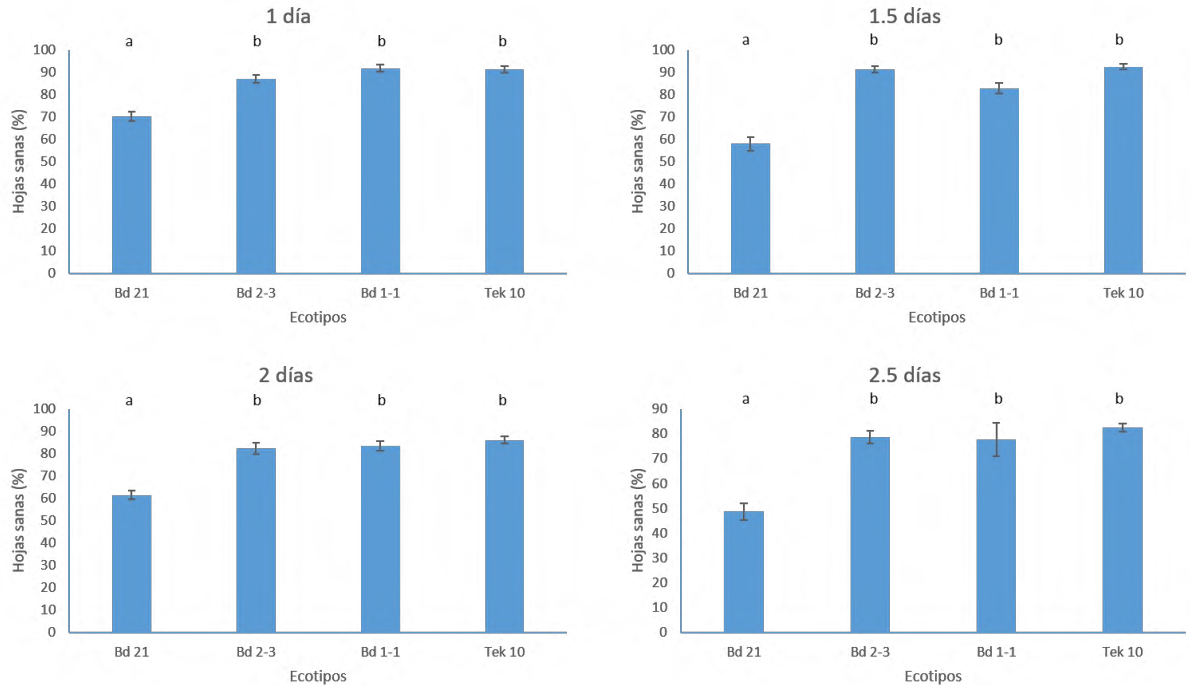 1 día
a b b b
100
90
80
70
60
50
40
30
20
10
0
Hojas sanas (%)
Bd 21 Bd 2-3 Bd 1-1 Tek 10
Ecotipos
1.5 días
a b b b
100
90
80
70
60
50
40
30
20
10
0
Hojas sanas (%)
Bd 21 Bd 2-3 Bd 1-1 Tek 10
Ecotipos
2 días
a b b b
100
90
80
70
60
50
40
30
20
10
0
Hojas sanas (%)
Bd 21 Bd 2-3 Bd 1-1 Tek 10
Ecotipos
2.5 días
a b b b
90
80
70
60
50
40
30
20
10
0
Hojas sanas (%)
Bd 21 Bd 2-3 Bd 1-1 Tek 10
Ecotipos